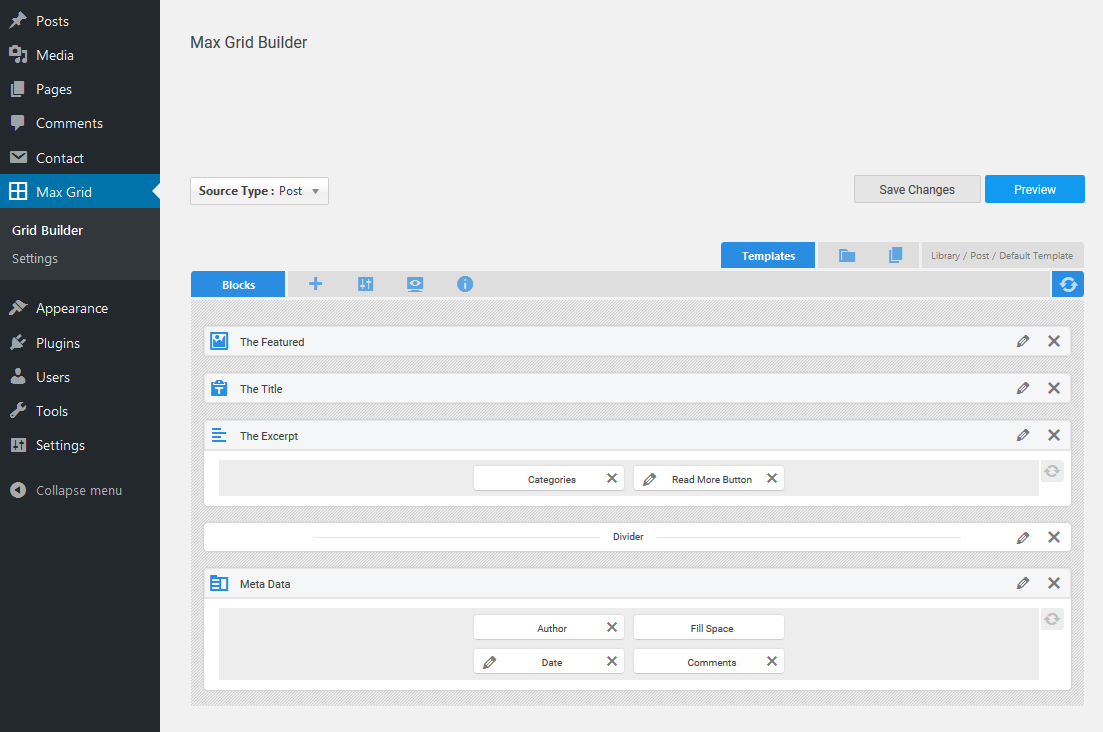 Posts
Media
Pages
Comments
Contact
Max Grid
Grid Builder
Settings
Appearance
Plugins
Users
Tools
Settings
Collapse menu
Max Grid Builder
Source Type : Post
Save Changes
Preview
Templates
Library / Post / Default Template
Blocks
The Featured
The Title
The Excerpt
Categories
Read More Button
Divider
Meta Data
Author
Fill Space
Date
Comments